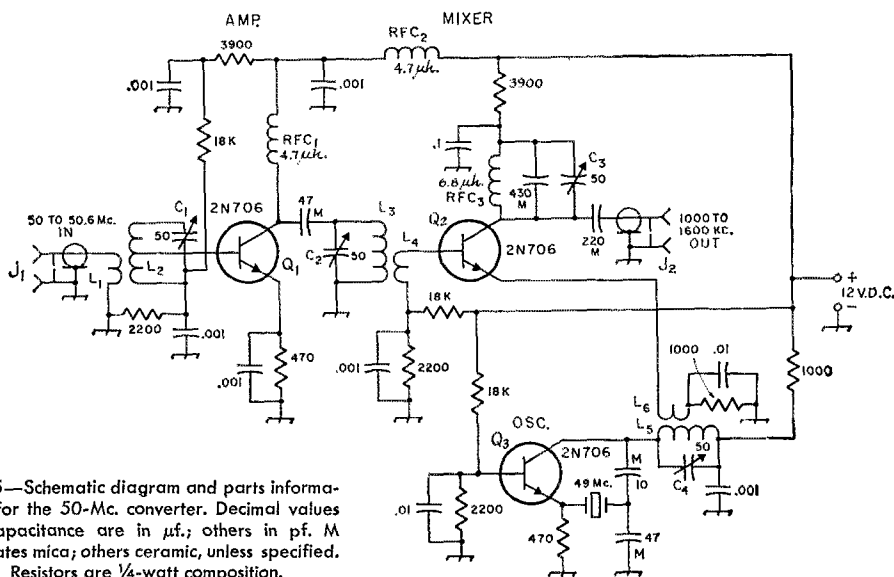 AMP. MIXER
RFC2
4.7µh.
3900
.001
.001
3900
18K
RFC1
4.7µh.
.1
6.8µh.
RFC3
430
M
C3
50
50 TO 50.6 Mc.
IN
C1
50
2N706
47
M
L3
Q2
1000 TO
1600 KC.
OUT
J1
L1
L2
Q1
C2
50
L4
2N706
220
M
J2
+
12 V.D.C.
-
2200
.001
18K
.001
470
.001
2200
18K
1000
.01
1000
L6
L5
50
C4
.001
Q3
OSC.
2N706
M
10
49 Mc.
.01
2200
470
47
M
5—Schematic diagram and parts informa-
for the 50-Mc. converter. Decimal values
apacitance are in µf.; others in pf. M
ates mica; others ceramic, unless specified.
Resistors are ¼-watt composition.